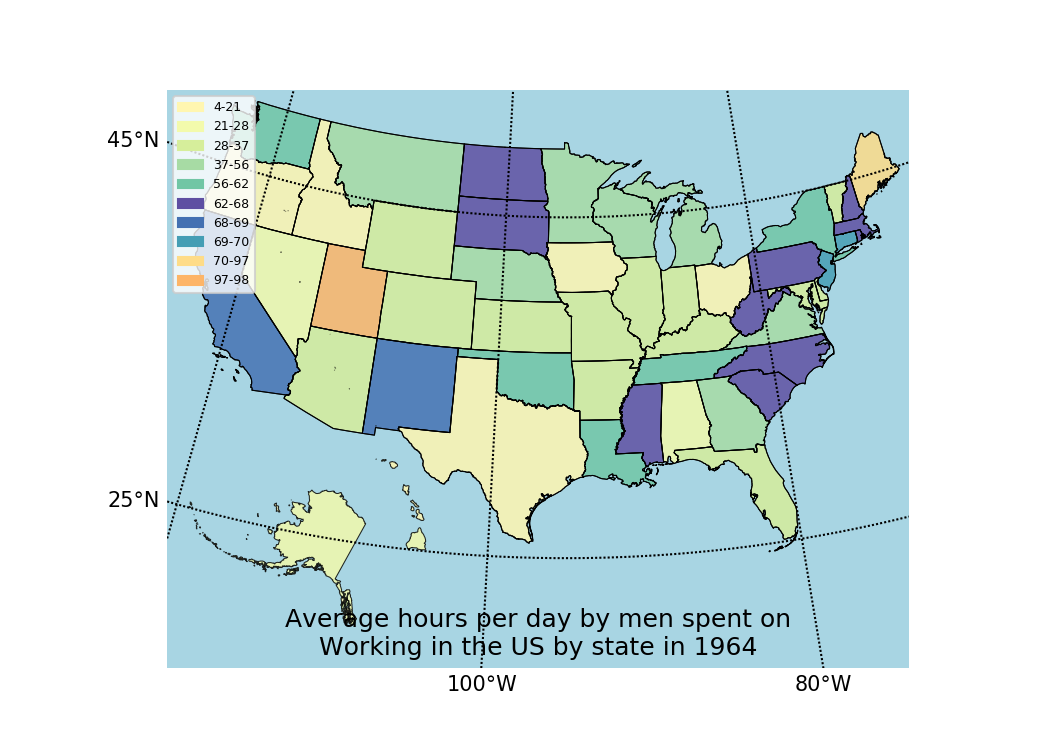 4-21
21-28
28-37
37-56
56-62
62-68
68-69
69-70
70-97
97-98
45°N
25°N
Average hours per day by men spent on
Working in the US by state in 1964
100°W
80°W